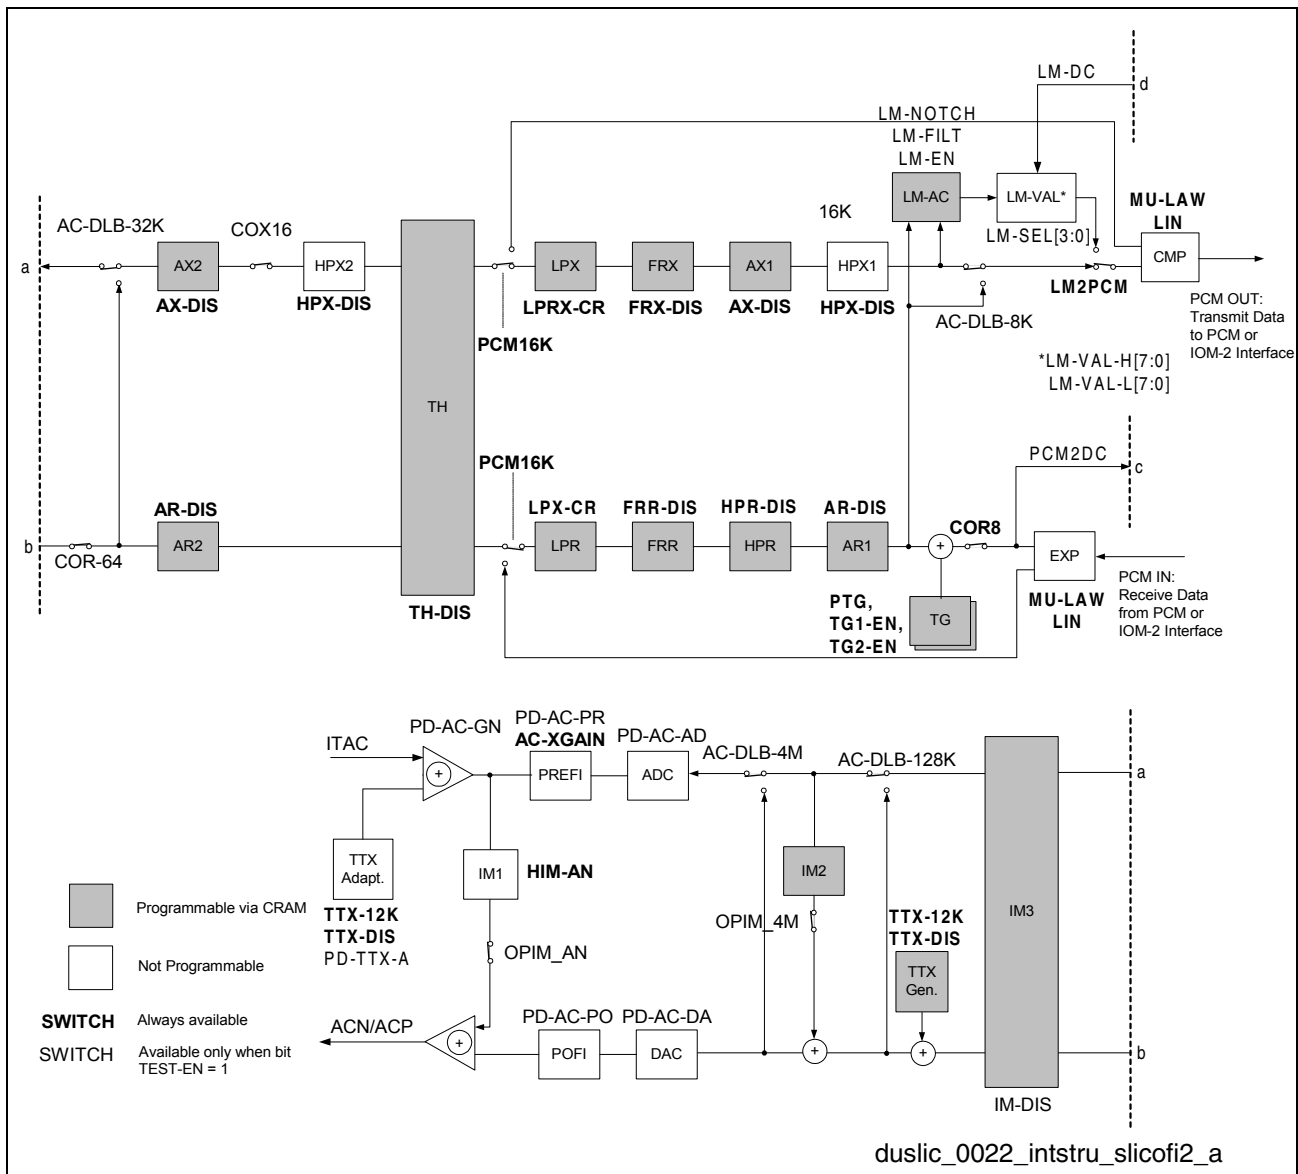 LM-DC
d
LM-NOTCH
LM-FILT
LM-EN
LM-AC
LM-VAL*
LM-SEL[3:0]
MU-LAW
LIN
CMP
AC-DLB-32K
COX16
16K
a
AX2
HPX2
LPX
FRX
AX1
HPX1
AX-DIS
HPX-DIS
LPRX-CR
FRX-DIS
AX-DIS
HPX-DIS
LM2PCM
PCM OUT:
Transmit Data
to PCM or
IOM-2 Interface
PCM16K
AC-DLB-8K
*LM-VAL-H[7:0]
LM-VAL-L[7:0]
TH
PCM16K
PCM2DC
c
AR-DIS
LPX-CR
FRR-DIS
HPR-DIS
AR-DIS
COR8
b
COR-64
AR2
LPR
FRR
HPR
AR1
+
EXP
TH-DIS
PTG,
TG1-EN,
TG2-EN
TG
MU-LAW
LIN
PCM IN:
Receive Data
from PCM or
IOM-2 Interface
PD-AC-GN
PD-AC-PR
AC-XGAIN
PD-AC-AD
AC-DLB-4M
AC-DLB-128K
ITAC
+
PREFI
ADC
a
TTX
Adapt.
IM1
HIM-AN
IM2
IM3
TTX-12K
TTX-DIS
PD-TTX-A
OPIM_AN
OPIM_4M
TTX-12K
TTX-DIS
TTX
Gen.
Programmable via CRAM
Not Programmable
SWITCH Always available
SWITCH Available only when bit
TEST-EN = 1
ACN/ACP
PD-AC-PO
PD-AC-DA
+
POFI
DAC
+
+
b
IM-DIS
duslic_0022_intstru_slicofi2_a